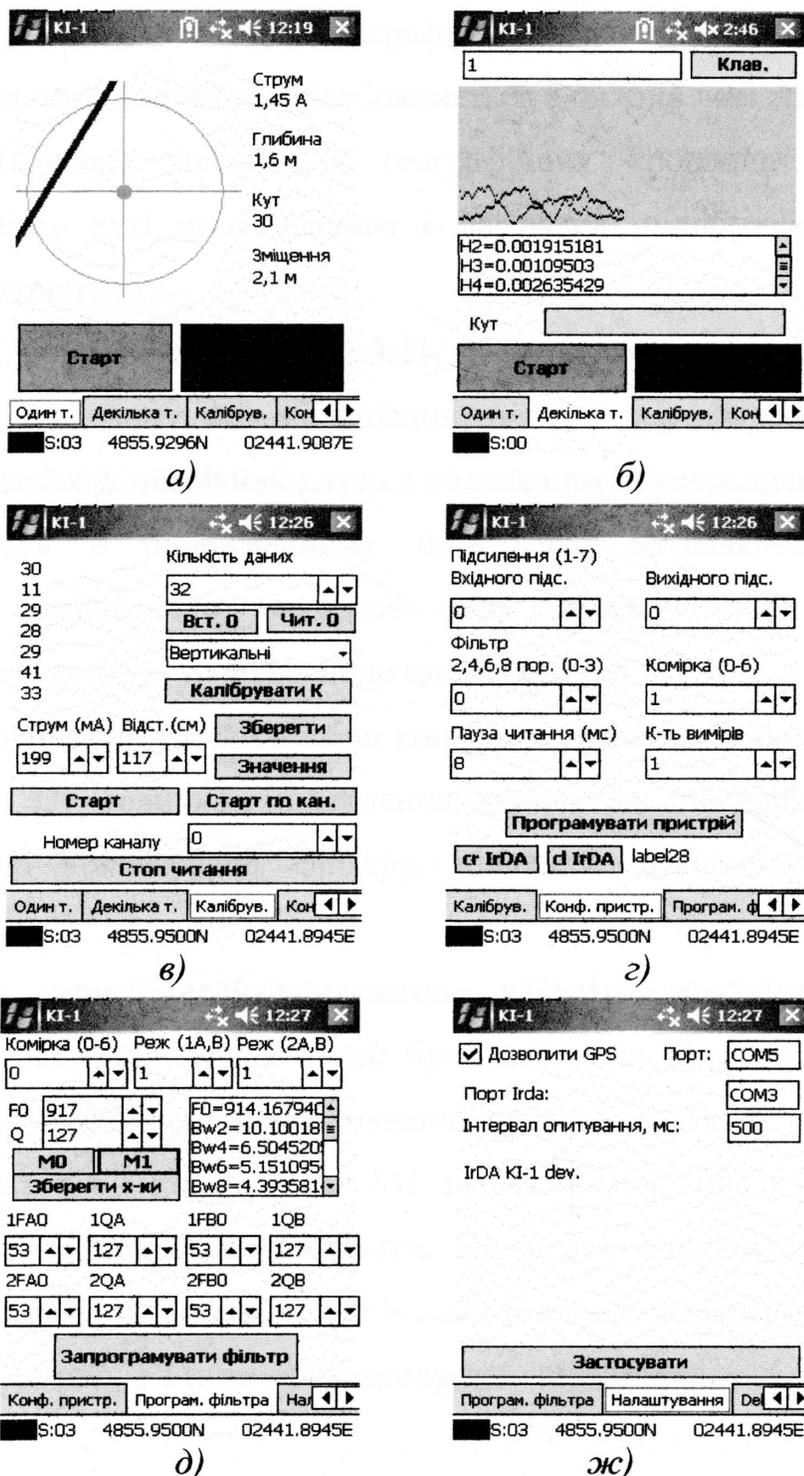 KI-1 12:19
Струм
1,45 А
Глибина
1,6 м
Кут
30
Зміщення
2,1 м
Старт
Один т. Декілька т. Калібрув. Кон
S:03 4855.9296N 02441.9087E
а)
KI-1 2:46
1 Клав.
H2=0.001915181
H3=0.00109503
H4=0.002635429
Кут
Старт
Один т. Декілька т. Калібрув. Кон
S:00
б)
KI-1 12:26
30
11
29
28
29
41
33
Кількість даних
32
Вст. 0 Чит. 0
Вертикальні
Калібрувати К
Струм (мА) Відст.(см) Зберегти
199 117 Значення
Старт Старт по кан.
Номер каналу 0
Стоп читання
Один т. Декілька т. Калібрув. Кон
S:03 4855.9500N 02441.8945E
в)
KI-1 12:26
Підсилення (1-7)
Вхідного підс. Вихідного підс.
0 0
Фільтр
2,4,6,8 пор. (0-3) Комірка (0-6)
0 1
Пауза читання (мс) К-ть вимірів
8 1
Програмувати пристрій
cr IrDA cl IrDA label28
Калібрув. Конф. пристр. Програм. ф
S:03 4855.9500N 02441.8945E
г)
KI-1 12:27
Комірка (0-6) Реж (1A,B) Реж (2A,B)
0 1 1
F0 917
Q 127
M0 M1
Зберегти х-ки
F0=914.167940
Bw2=10.10018
Bw4=6.504520
Bw6=5.151095
Bw8=4.393581
1FA0 1QA 1FB0 1QB
53 127 53 127
2FA0 2QA 2FB0 2QB
53 127 53 127
Запрограмувати фільтр
Конф. пристр. Програм. фільтра Нал
S:03 4855.9500N 02441.8945E
д)
KI-1 12:27
Дозволити GPS Порт: COM5
Порт Irda: COM3
Інтервал опитування, мс: 500
IrDA KI-1 dev.
Застосувати
Програм. фільтра Налаштування De
S:03 4855.9500N 02441.8945E
ж)